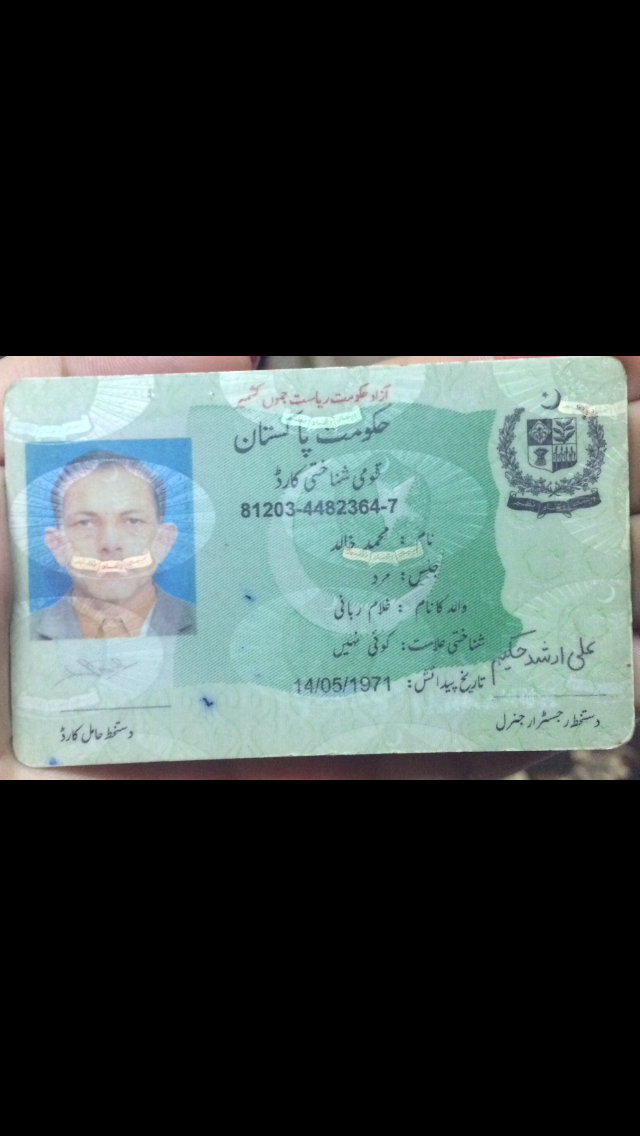 آزاد حکومت ریاست جموں کشمیر
حکومت پاکستان
قومی شناختی کارڈ
81203-4482364-7
نام : محمد خالد
جنس: مرد
والد کا نام : غلام ربانی
شناختی علامت: کوئی نہیں
تاریخ پیدائش: 14/05/1971
علی ارشد حکیم
دستخط رجسٹرار جنرل
دستخط حامل کارڈ